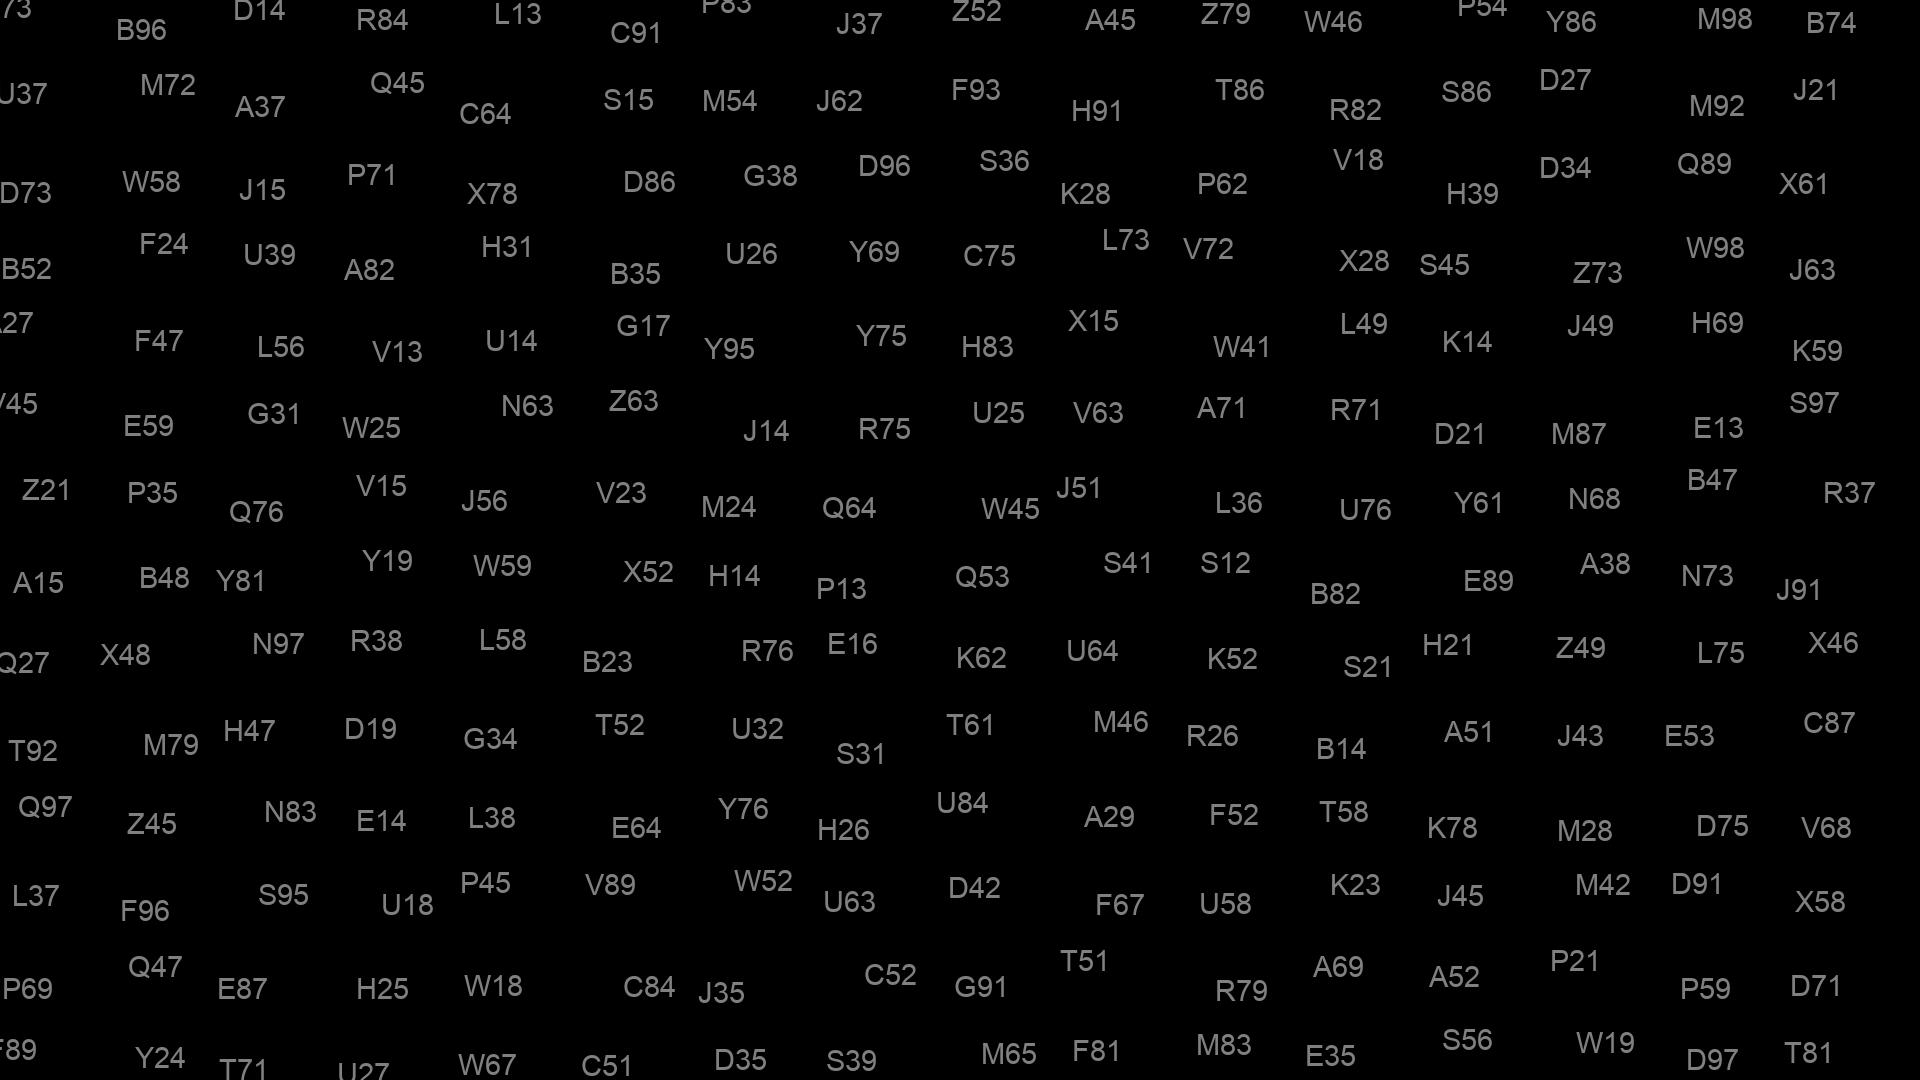 73 B96 D14 R84 L13 C91 P83 J37 Z52 A45 Z79 W46 P54 Y86 M98 B74
U37 M72 A37 Q45 C64 S15 M54 J62 F93 H91 T86 R82 S86 D27 M92 J21
D73 W58 J15 P71 X78 D86 G38 D96 S36 K28 P62 V18 H39 D34 Q89 X61
B52 F24 U39 A82 H31 B35 U26 Y69 C75 L73 V72 X28 S45 Z73 W98 J63
27 F47 L56 V13 U14 G17 Y95 Y75 H83 X15 W41 L49 K14 J49 H69 K59
45 E59 G31 W25 N63 Z63 J14 R75 U25 V63 A71 R71 D21 M87 E13 S97
Z21 P35 Q76 V15 J56 V23 M24 Q64 W45 J51 L36 U76 Y61 N68 B47 R37
A15 B48 Y81 Y19 W59 X52 H14 P13 Q53 S41 S12 B82 E89 A38 N73 J91
Q27 X48 N97 R38 L58 B23 R76 E16 K62 U64 K52 S21 H21 Z49 L75 X46
T92 M79 H47 D19 G34 T52 U32 S31 T61 M46 R26 B14 A51 J43 E53 C87
Q97 Z45 N83 E14 L38 E64 Y76 H26 U84 A29 F52 T58 K78 M28 D75 V68
L37 F96 S95 U18 P45 V89 W52 U63 D42 F67 U58 K23 J45 M42 D91 X58
P69 Q47 E87 H25 W18 C84 J35 C52 G91 T51 R79 A69 A52 P21 P59 D71
89 Y24 T71 U27 W67 C51 D35 S39 M65 F81 M83 E35 S56 W19 D97 T81